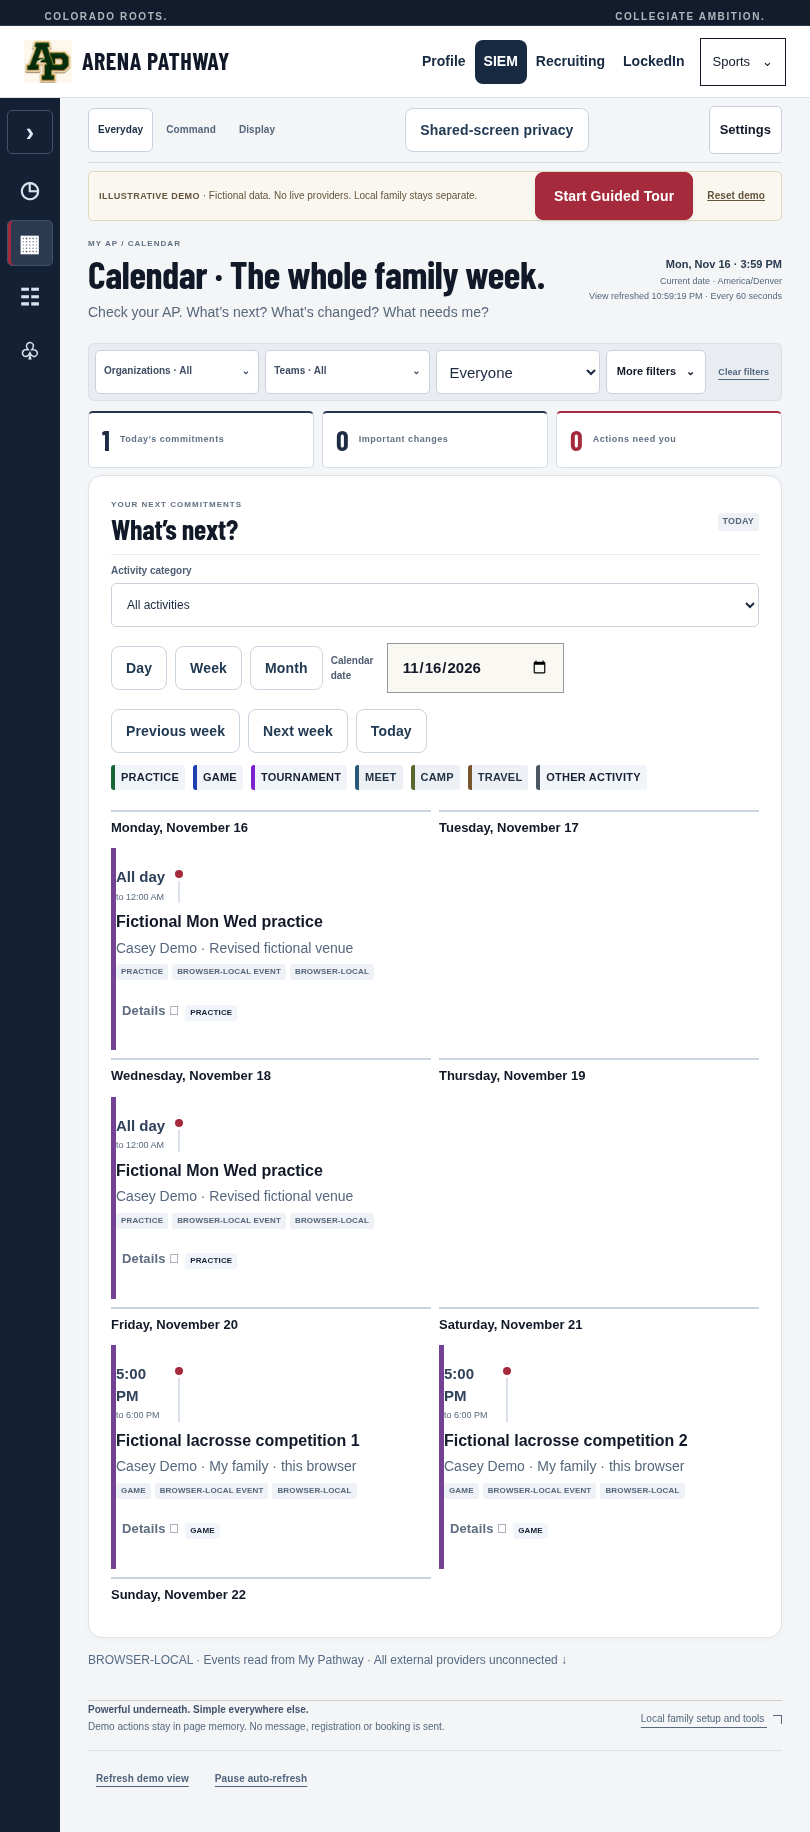 COLORADO ROOTS.
COLLEGIATE AMBITION.
AP
ARENA PATHWAY
Profile
SIEM
Recruiting
LockedIn
Sports
Everyday
Command
Display
Shared-screen privacy
Settings
ILLUSTRATIVE DEMO · Fictional data. No live providers. Local family stays separate.
Start Guided Tour
Reset demo
MY AP / CALENDAR
Calendar · The whole family week.
Check your AP. What’s next? What’s changed? What needs me?
Mon, Nov 16 · 3:59 PM
Current date · America/Denver
View refreshed 10:59:19 PM · Every 60 seconds
Organizations · All
Teams · All
Everyone
More filters
Clear filters
1 Today’s commitments
0 Important changes
0 Actions need you
YOUR NEXT COMMITMENTS
What’s next?
TODAY
Activity category
All activities
Day
Week
Month
Calendar
date
11/16/2026
Previous week
Next week
Today
PRACTICE
GAME
TOURNAMENT
MEET
CAMP
TRAVEL
OTHER ACTIVITY
Monday, November 16
Tuesday, November 17
All day
to 12:00 AM
Fictional Mon Wed practice
Casey Demo · Revised fictional venue
PRACTICE
BROWSER-LOCAL EVENT
BROWSER-LOCAL
Details
PRACTICE
Wednesday, November 18
Thursday, November 19
All day
to 12:00 AM
Fictional Mon Wed practice
Casey Demo · Revised fictional venue
PRACTICE
BROWSER-LOCAL EVENT
BROWSER-LOCAL
Details
PRACTICE
Friday, November 20
Saturday, November 21
5:00
PM
to 6:00 PM
Fictional lacrosse competition 1
Casey Demo · My family · this browser
GAME
BROWSER-LOCAL EVENT
BROWSER-LOCAL
Details
GAME
5:00
PM
to 6:00 PM
Fictional lacrosse competition 2
Casey Demo · My family · this browser
GAME
BROWSER-LOCAL EVENT
BROWSER-LOCAL
Details
GAME
Sunday, November 22
BROWSER-LOCAL · Events read from My Pathway · All external providers unconnected ↓
Powerful underneath. Simple everywhere else.
Demo actions stay in page memory. No message, registration or booking is sent.
Local family setup and tools
Refresh demo view
Pause auto-refresh